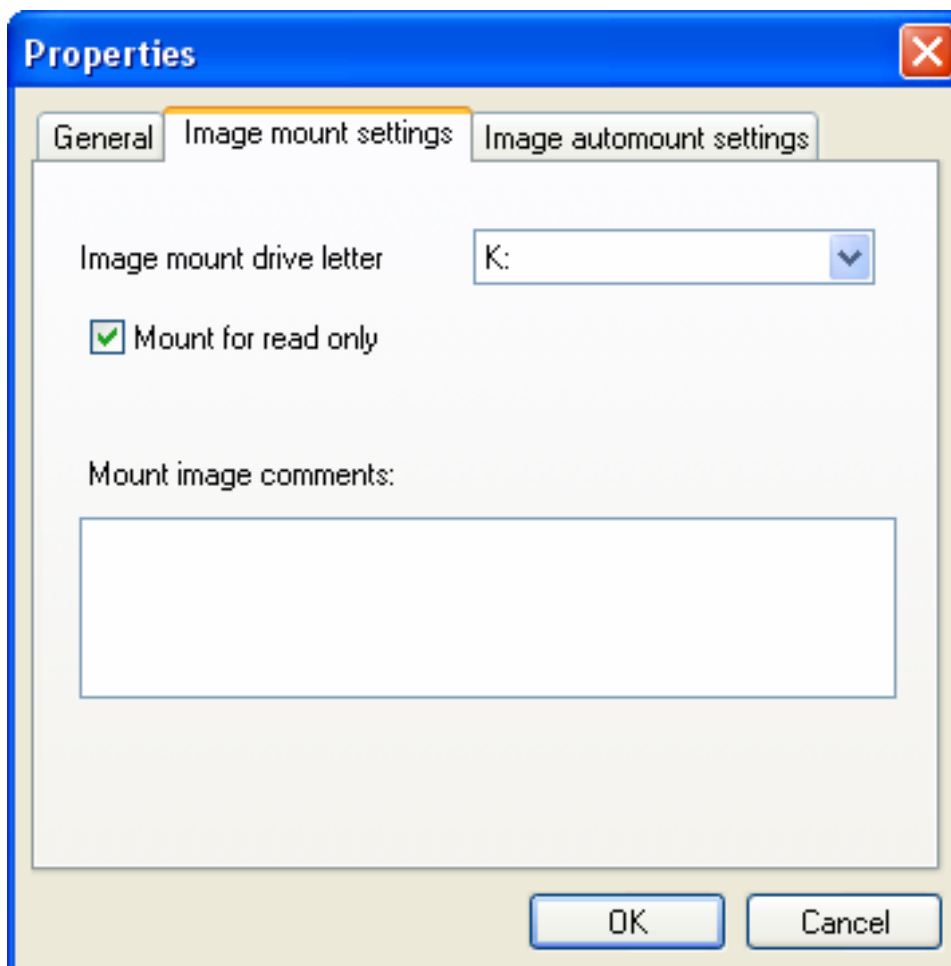 Properties
General Image mount settings Image automount settings
Image mount drive letter K:
Mount for read only
Mount image comments:
OK Cancel